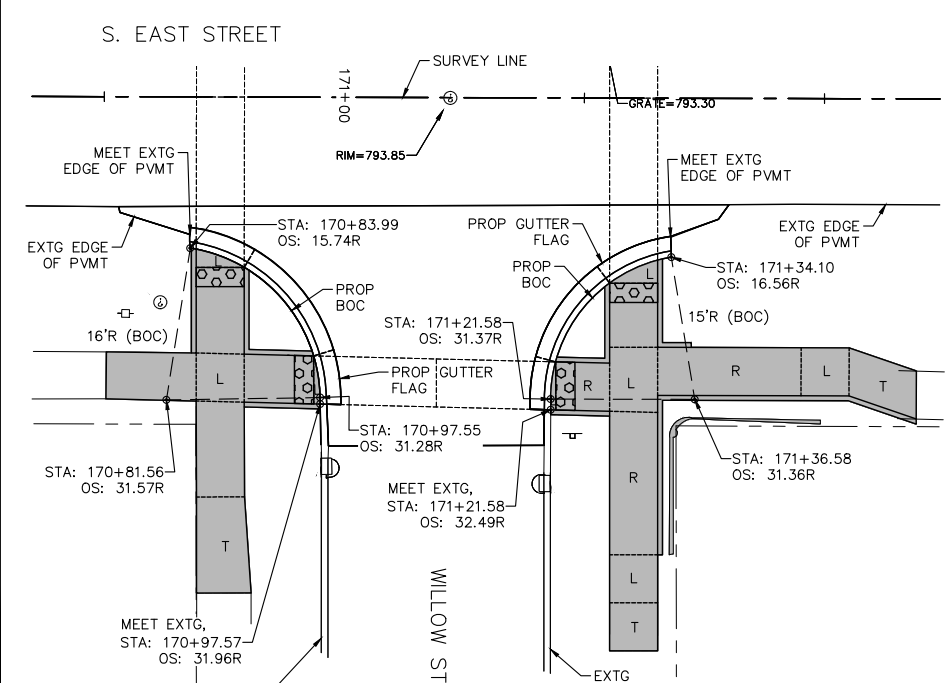 S. EAST STREET
SURVEY LINE
171+00
GRATE=793.30
RIM=793.85
MEET EXTG
EDGE OF PVMT
MEET EXTG
EDGE OF PVMT
STA: 170+83.99
OS: 15.74R
PROP GUTTER
FLAG
EXTG EDGE
OF PVMT
EXTG EDGE
OF PVMT
PROP
BOC
L
L
STA: 171+34.10
OS: 16.56R
PROP
BOC
16'R (BOC)
STA: 171+21.58
OS: 31.37R
15'R (BOC)
L
PROP GUTTER
FLAG
R
L
R
L
T
STA: 170+97.55
OS: 31.28R
STA: 170+81.56
OS: 31.57R
STA: 171+36.58
OS: 31.36R
MEET EXTG,
STA: 171+21.58
OS: 32.49R
R
T
L
T
WILLOW ST
MEET EXTG,
STA: 170+97.57
OS: 31.96R
EXTG